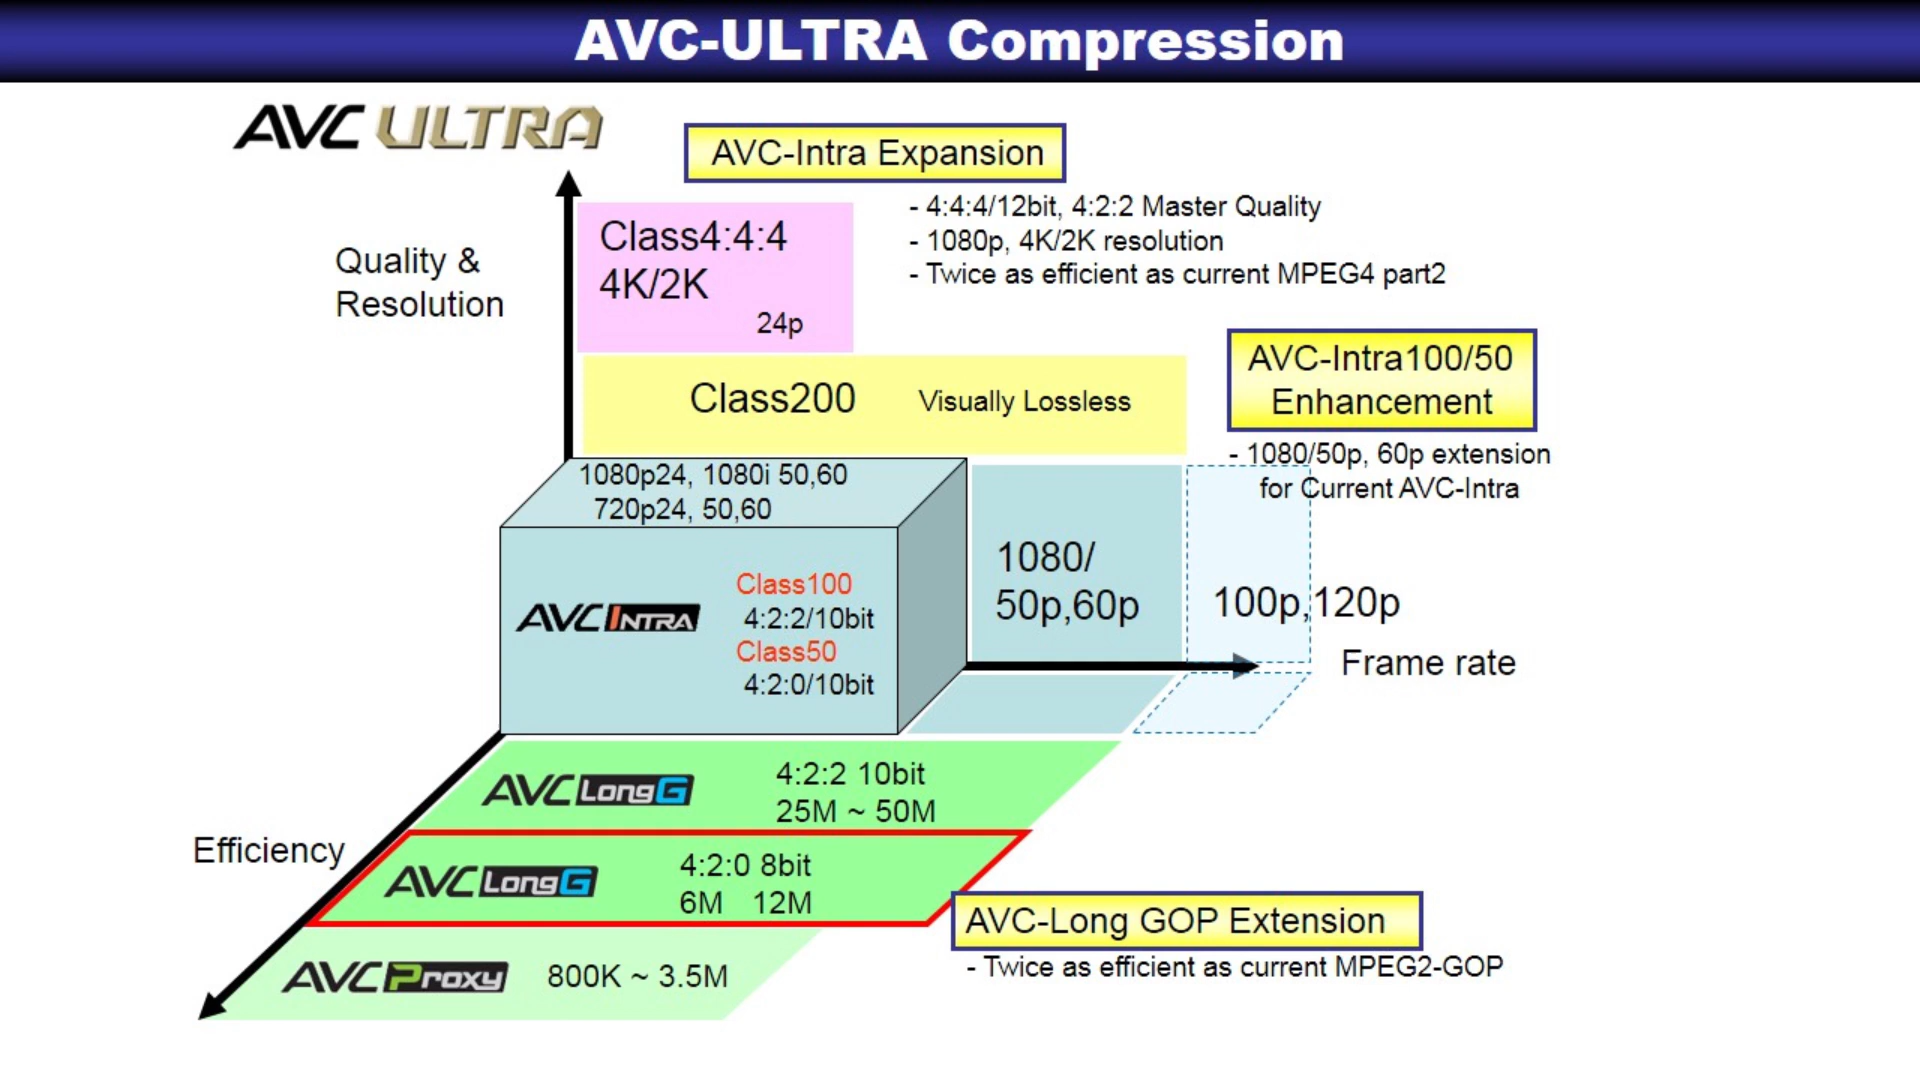 AVC-ULTRA Compression
AVC ULTRA
AVC-Intra Expansion
- 4:4:4/12bit, 4:2:2 Master Quality
- 1080p, 4K/2K resolution
- Twice as efficient as current MPEG4 part2
Quality &
Resolution
Class4:4:4
4K/2K
24p
Class200 Visually Lossless
AVC-Intra100/50
Enhancement
- 1080/50p, 60p extension
for Current AVC-Intra
1080p24, 1080i 50,60
720p24, 50,60
AVC INTRA
Class100
4:2:2/10bit
Class50
4:2:0/10bit
1080/
50p,60p
100p,120p
Frame rate
AVC LongG
4:2:2 10bit
25M ~ 50M
Efficiency
AVC LongG
4:2:0 8bit
6M 12M
AVC-Long GOP Extension
- Twice as efficient as current MPEG2-GOP
AVC Proxy
800K ~ 3.5M